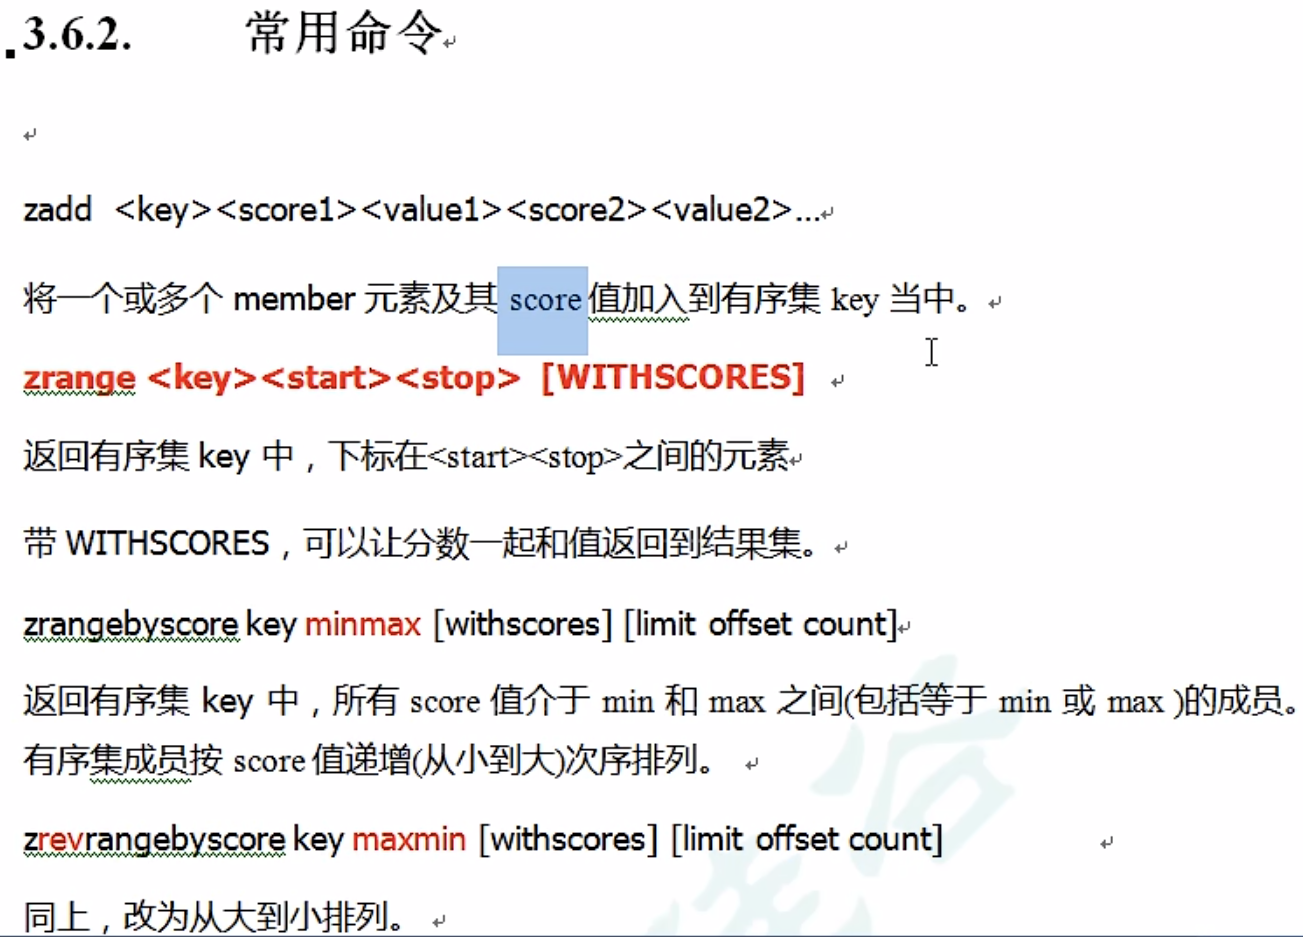 3.6.2. 常用命令
zadd <key><score1><value1><score2><value2>...
将一个或多个 member 元素及其 score 值加入到有序集 key 当中。
zrange <key><start><stop> [WITHSCORES]
返回有序集 key 中，下标在<start><stop>之间的元素
带 WITHSCORES，可以让分数一起和值返回到结果集。
zrangebyscore key minmax [withscores] [limit offset count]
返回有序集 key 中，所有 score 值介于 min 和 max 之间(包括等于 min 或 max )的成员。
有序集成员按 score 值递增(从小到大)次序排列。
zrevrangebyscore key maxmin [withscores] [limit offset count]
同上，改为从大到小排列。